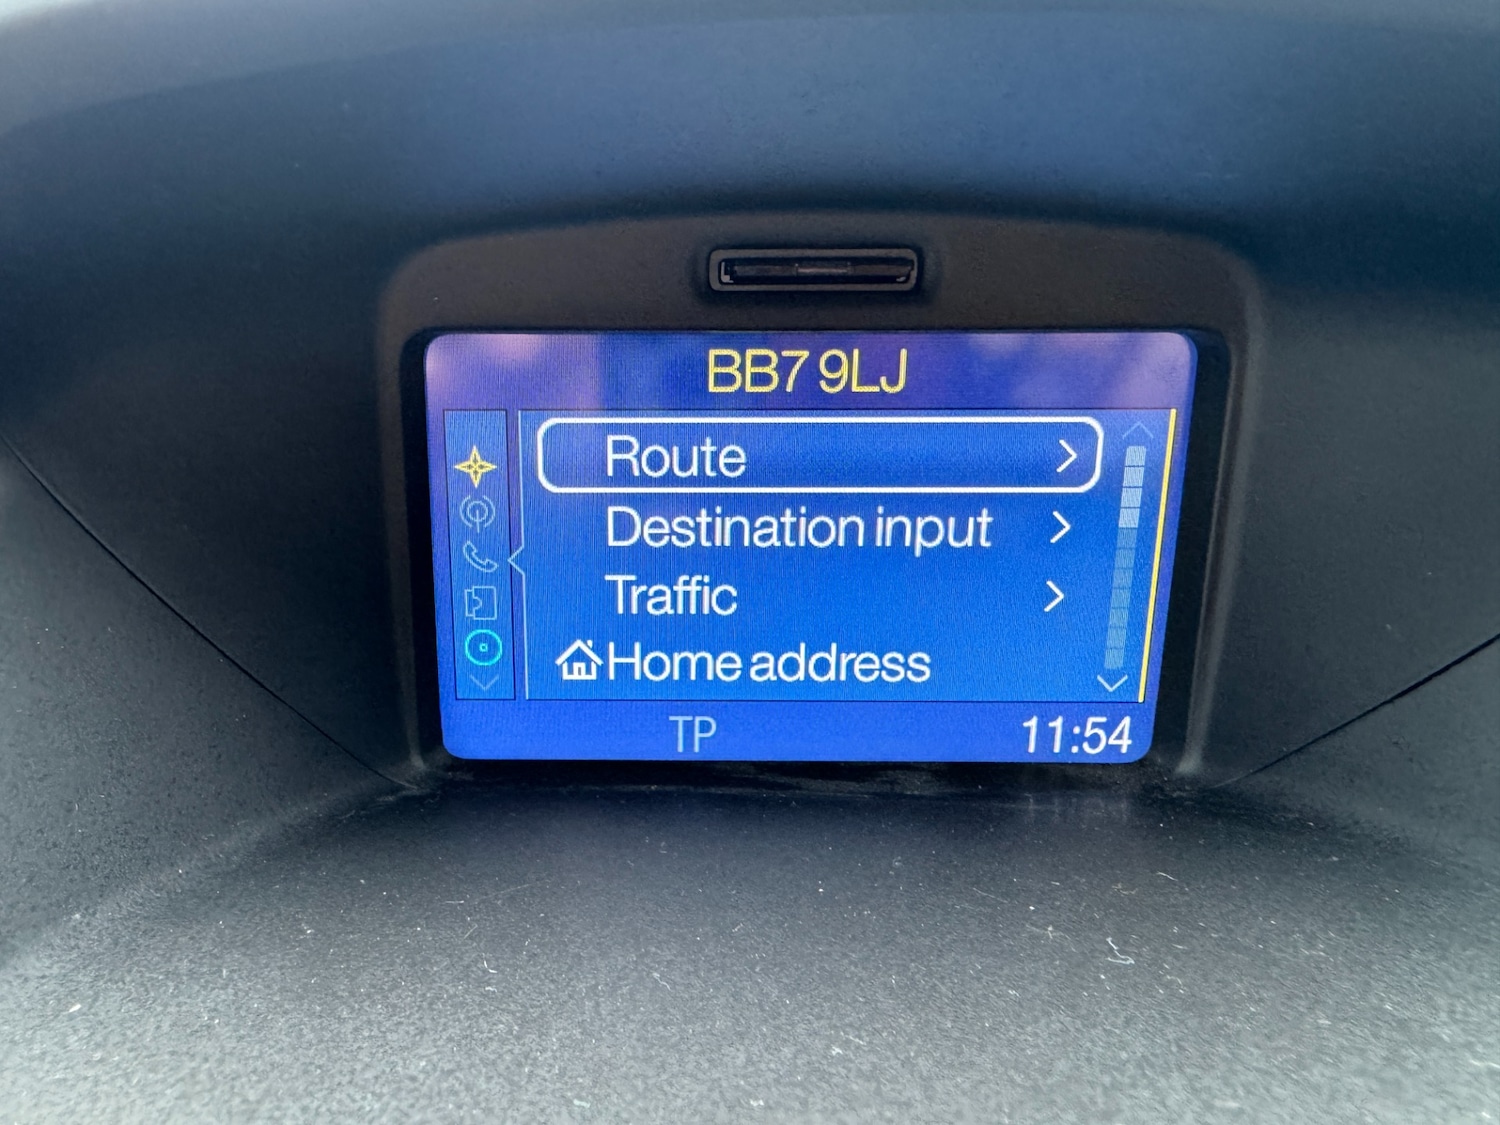 BB7 9LJ
Route
Destination input
Traffic
Home address
TP
11:54